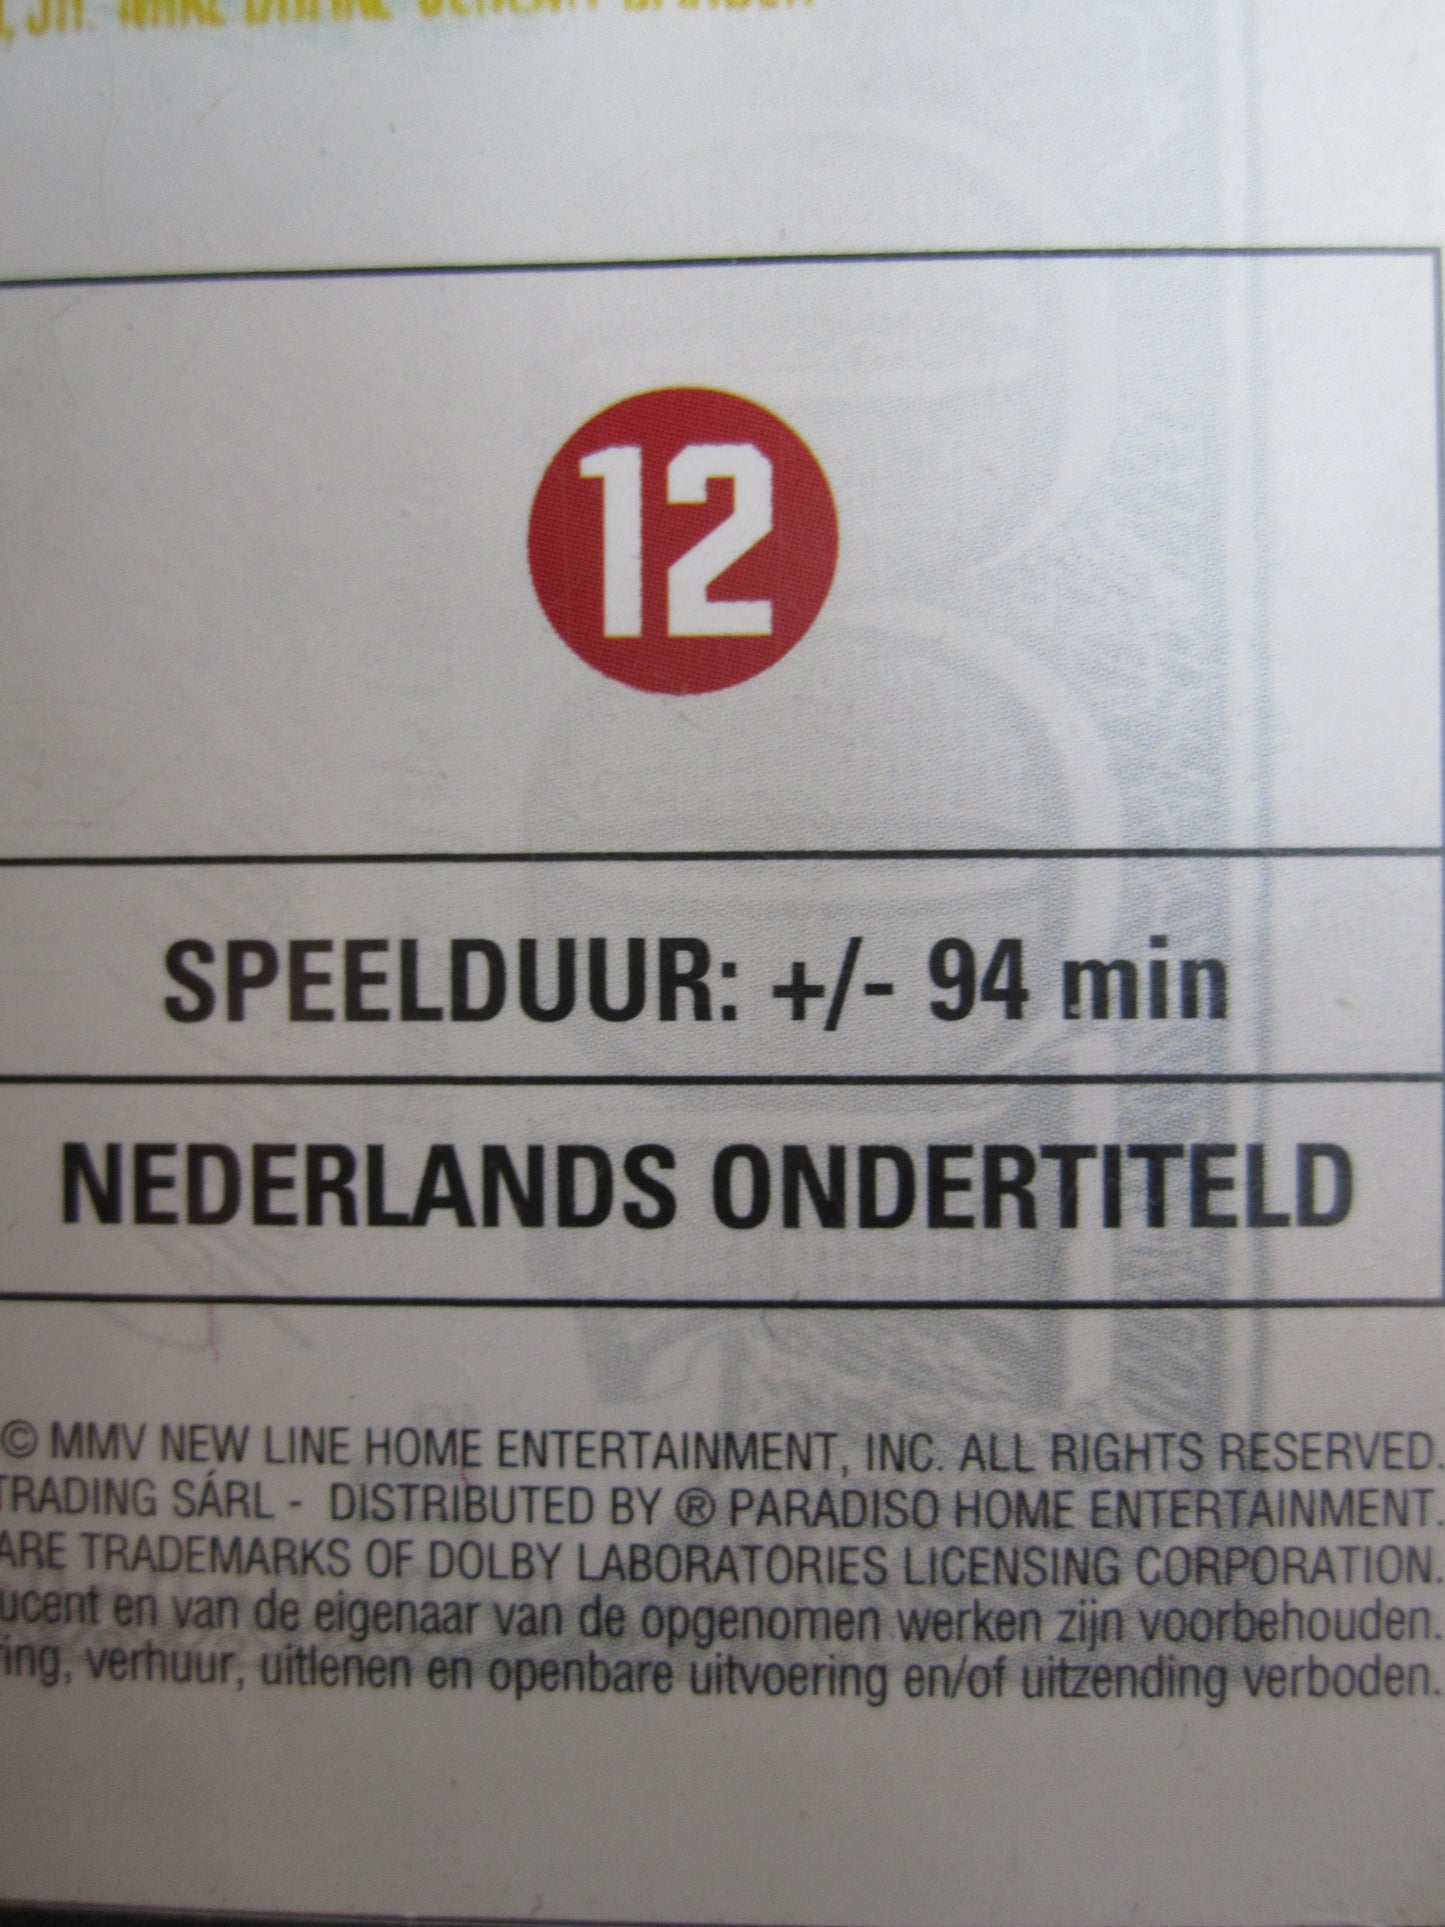 12
SPEELDUUR: +/- 94 min
NEDERLANDS ONDERTITELD
© MMV NEW LINE HOME ENTERTAINMENT, INC. ALL RIGHTS RESERVED.
TRADING SÁRL - DISTRIBUTED BY ® PARADISO HOME ENTERTAINMENT.
ARE TRADEMARKS OF DOLBY LABORATORIES LICENSING CORPORATION.
ucent en van de eigenaar van de opgenomen werken zijn voorbehouden.
ring, verhuur, uitlenen en openbare uitvoering en/of uitzending verboden.